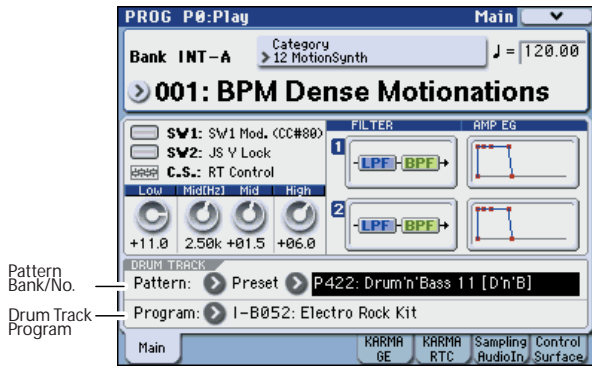 PROG P0:Play
Main
Bank INT-A
Category
12 MotionSynth
♩ = 120.00
001: BPM Dense Motionations
SW1: SW1 Mod. (CC#80)
SW2: JS Y Lock
C.S.: RT Control
Low Mid[Hz] Mid High
+11.0 2.50k +01.5 +06.0
FILTER
AMP EG
1
LPF BPF
2
LPF BPF
DRUM TRACK
Pattern Bank/No.
Pattern: Preset P422: Drum'n'Bass 11 [D'n'B]
Drum Track Program
Program: I-B052: Electro Rock Kit
Main
KARMA GE
KARMA RTC
Sampling AudioIn
Control Surface